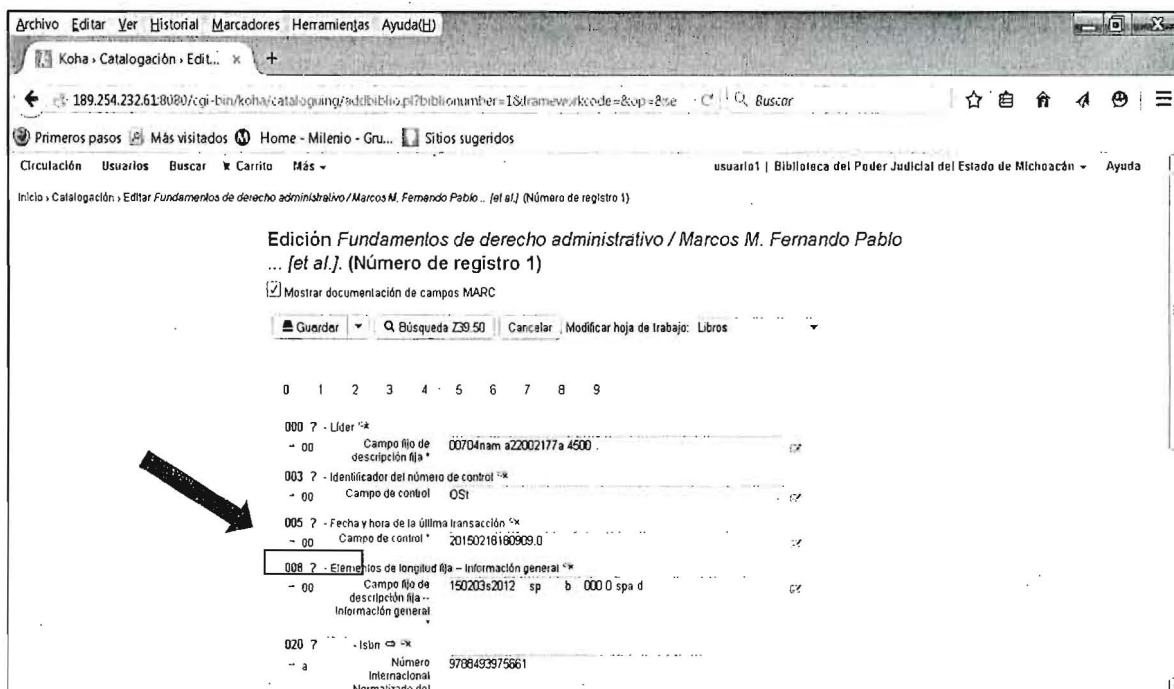 Archivo Editar Ver Historial Marcadores Herramientas Ayuda(H)
Koha › Catalogación › Edit... × +
189.254.232.61:8080/cgi-bin/koha/cataloguing/addbiblio.pl?biblionumber=1&frameworkcode=&op=&se C Buscar
Primeros pasos Más visitados Home - Milenio - Gru... Sitios sugeridos
Circulación Usuarios Buscar Carrito Más usuario1 | Biblioteca del Poder Judicial del Estado de Michoacán Ayuda
Inicio › Catalogación › Editar Fundamentos de derecho administrativo / Marcos M. Fernando Pablo .. [et al.] (Número de registro 1)
Edición Fundamentos de derecho administrativo / Marcos M. Fernando Pablo
... [et al.]. (Número de registro 1)
Mostrar documentación de campos MARC
Guardar Búsqueda Z39.50 Cancelar Modificar hoja de trabajo: Libros
0 1 2 3 4 5 6 7 8 9
000 ? - Líder
00 Campo fijo de 00704nam a22002177a 4500
descripción fija *
003 ? - Identificador del número de control
00 Campo de control OSt
005 ? - Fecha y hora de la última transacción
00 Campo de control * 20150218180909.0
008 ? - Elementos de longitud fija – Información general
00 Campo fijo de 150203s2012 sp b 000 0 spa d
descripción fija --
Información general
*
020 ? - Isbn
a Número 9788493975661
Internacional
Normalizado del